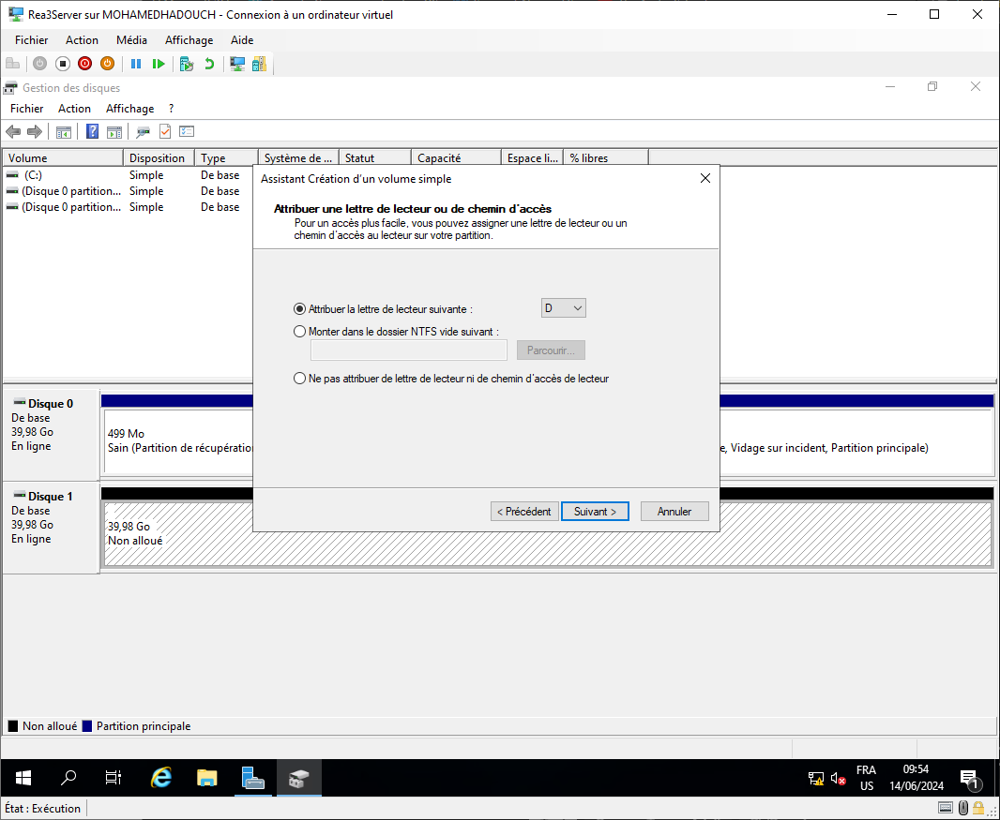 Rea3Server sur MOHAMEDHADOUCH - Connexion à un ordinateur virtuel
Fichier Action Média Affichage Aide
Gestion des disques
Fichier Action Affichage ?
Volume Disposition Type Système de ... Statut Capacité Espace li... % libres
(C:) Simple De base
(Disque 0 partition... Simple De base
(Disque 0 partition... Simple De base
Assistant Création d'un volume simple
Attribuer une lettre de lecteur ou de chemin d'accès
Pour un accès plus facile, vous pouvez assigner une lettre de lecteur ou un
chemin d'accès au lecteur sur votre partition.
Attribuer la lettre de lecteur suivante : D
Monter dans le dossier NTFS vide suivant :
Parcourir...
Ne pas attribuer de lettre de lecteur ni de chemin d'accès de lecteur
< Précédent Suivant > Annuler
Disque 0
De base
39,98 Go
En ligne
499 Mo
Sain (Partition de récupération
e, Vidage sur incident, Partition principale)
Disque 1
De base
39,98 Go
En ligne
39,98 Go
Non alloué
Non alloué Partition principale
FRA
US
09:54
14/06/2024
1
État : Exécution